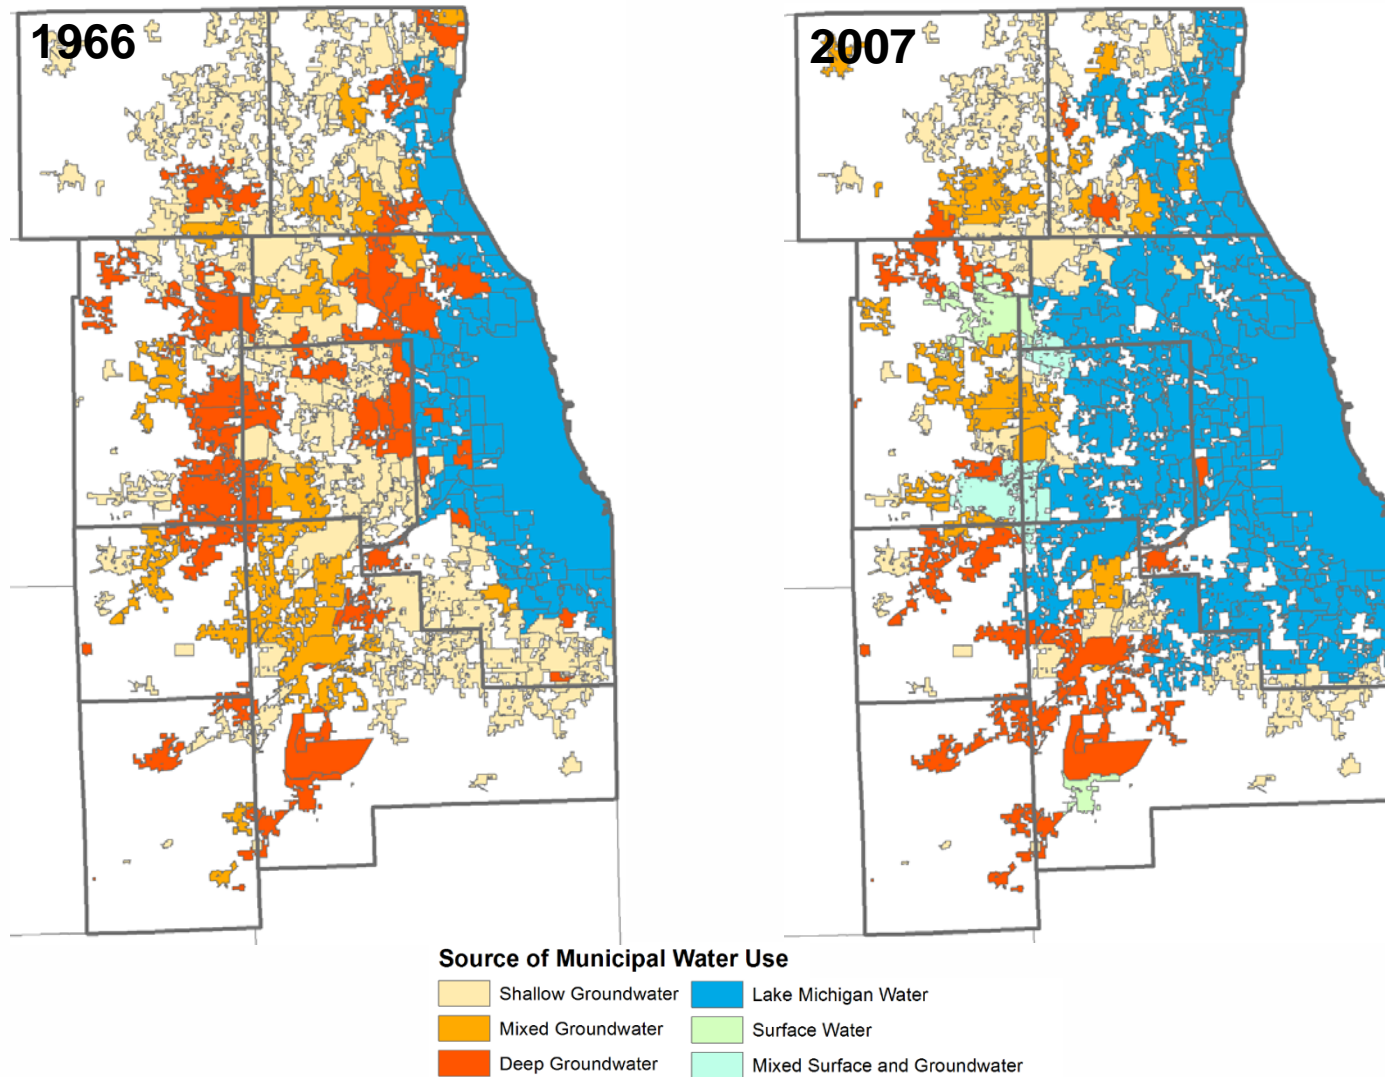 1966
2007
Source of Municipal Water Use
Shallow Groundwater
Lake Michigan Water
Mixed Groundwater
Surface Water
Deep Groundwater
Mixed Surface and Groundwater